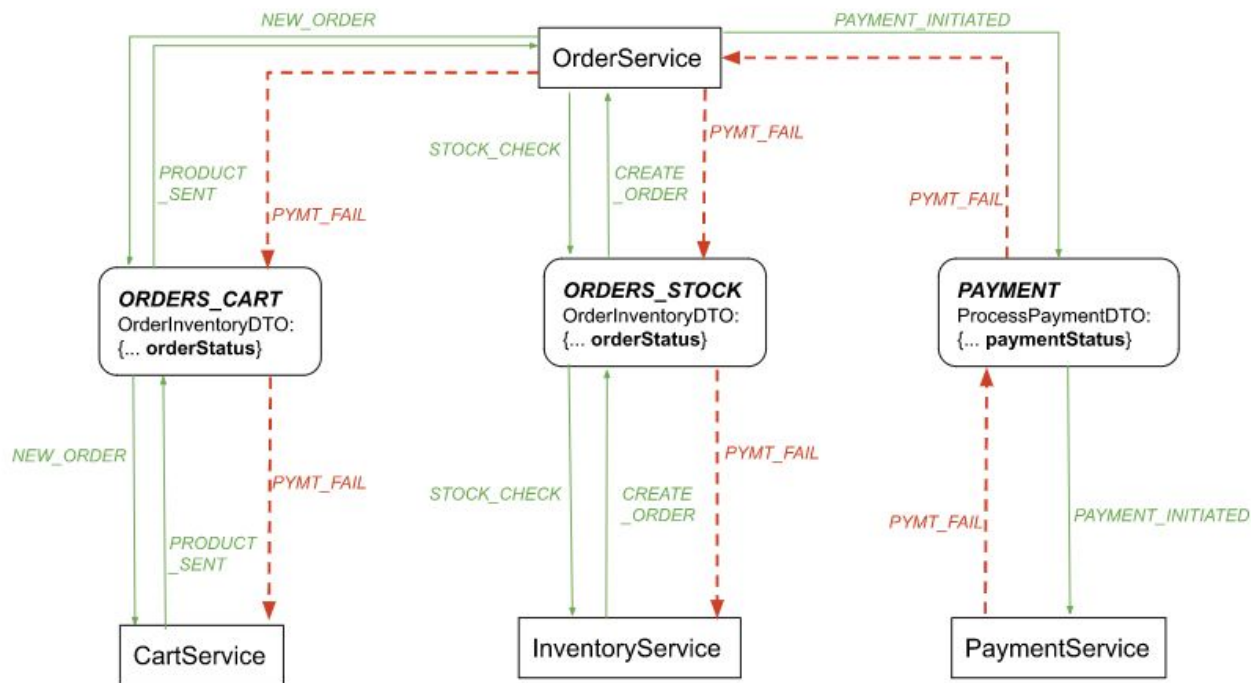 NEW_ORDER
PAYMENT_INITIATED
OrderService
STOCK_CHECK
PYMT_FAIL
PRODUCT
_SENT
CREATE
_ORDER
PYMT_FAIL
PYMT_FAIL
ORDERS_CART
OrderInventoryDTO:
{... orderStatus}
ORDERS_STOCK
OrderInventoryDTO:
{... orderStatus}
PAYMENT
ProcessPaymentDTO:
{... paymentStatus}
NEW_ORDER
PYMT_FAIL
STOCK_CHECK
CREATE
_ORDER
PYMT_FAIL
PYMT_FAIL
PAYMENT_INITIATED
PRODUCT
_SENT
CartService
InventoryService
PaymentService